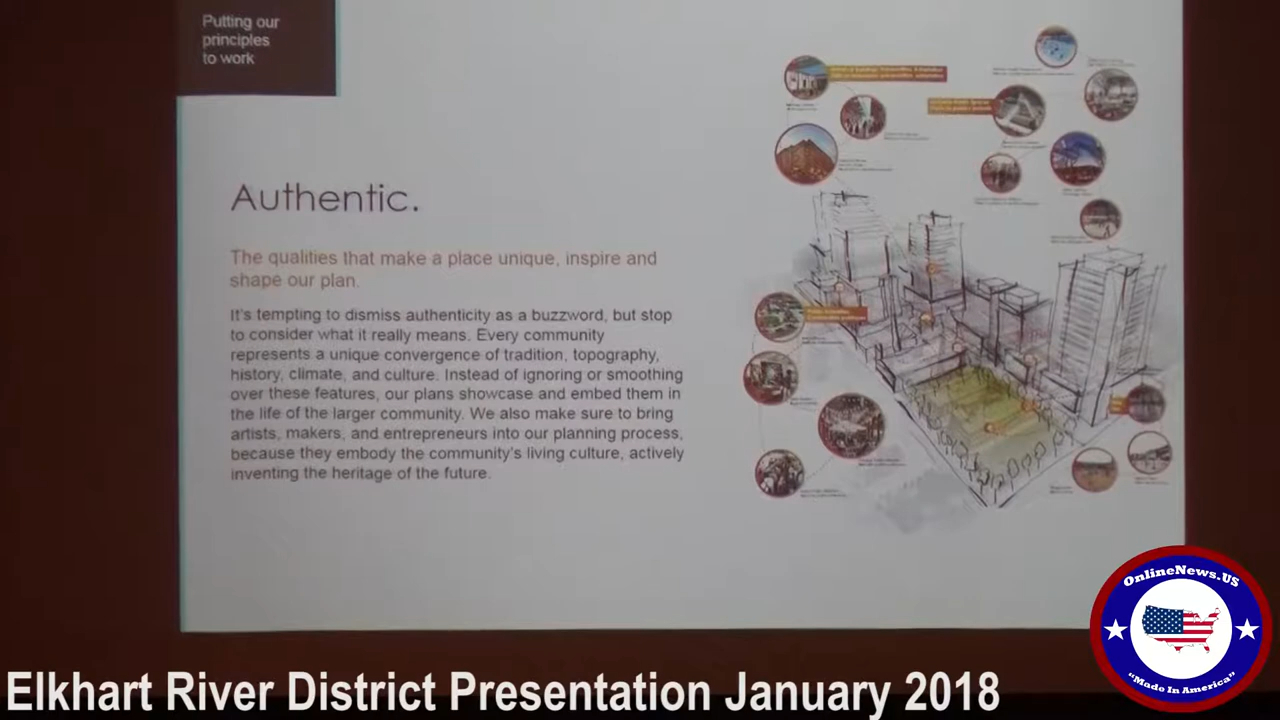 Putting our
principles
to work
Authentic.
The qualities that make a place unique, inspire and
shape our plan.
It's tempting to dismiss authenticity as a buzzword, but stop
to consider what it really means. Every community
represents a unique convergence of tradition, topography,
history, climate, and culture. Instead of ignoring or smoothing
over these features, our plans showcase and embed them in
the life of the larger community. We also make sure to bring
artists, makers, and entrepreneurs into our planning process,
because they embody the community's living culture, actively
inventing the heritage of the future.
OnlineNews.US
"Made In America"
Elkhart River District Presentation January 2018